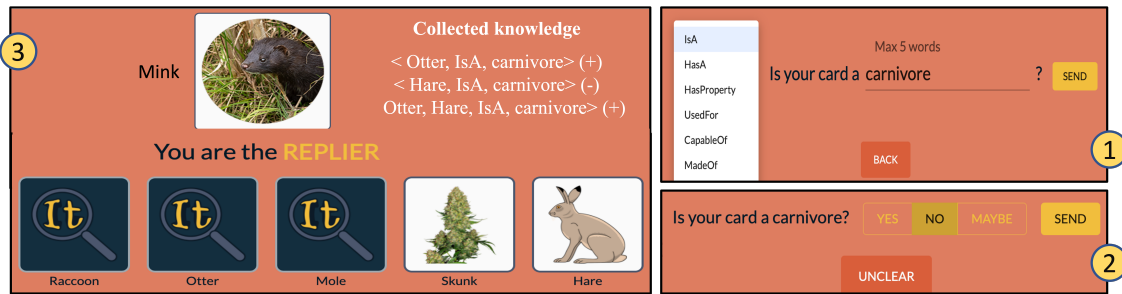 3
Collected knowledge
Mink
< Otter, IsA, carnivore> (+)
< Hare, IsA, carnivore> (-)
Otter, Hare, IsA, carnivore> (+)
You are the REPLIER
It
It
It
Raccoon
Otter
Mole
Skunk
Hare
IsA
HasA
HasProperty
UsedFor
CapableOf
MadeOf
Max 5 words
Is your card a carnivore ? SEND
BACK
1
Is your card a carnivore? YES NO MAYBE SEND
UNCLEAR
2